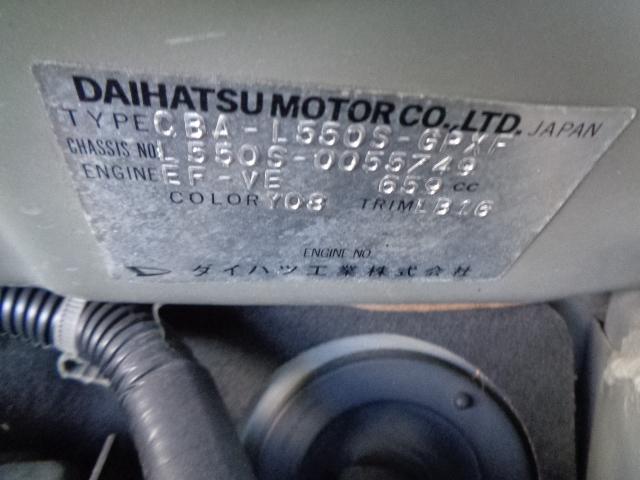 DAIHATSU MOTOR CO., LTD. JAPAN
TYPE CBA-L550S-GPXF
CHASSIS NO. L550S-0055749
ENGINE EF-VE 659 CC
COLOR Y08 TRIM LB16
ENGINE NO.
ダイハツ工業株式会社